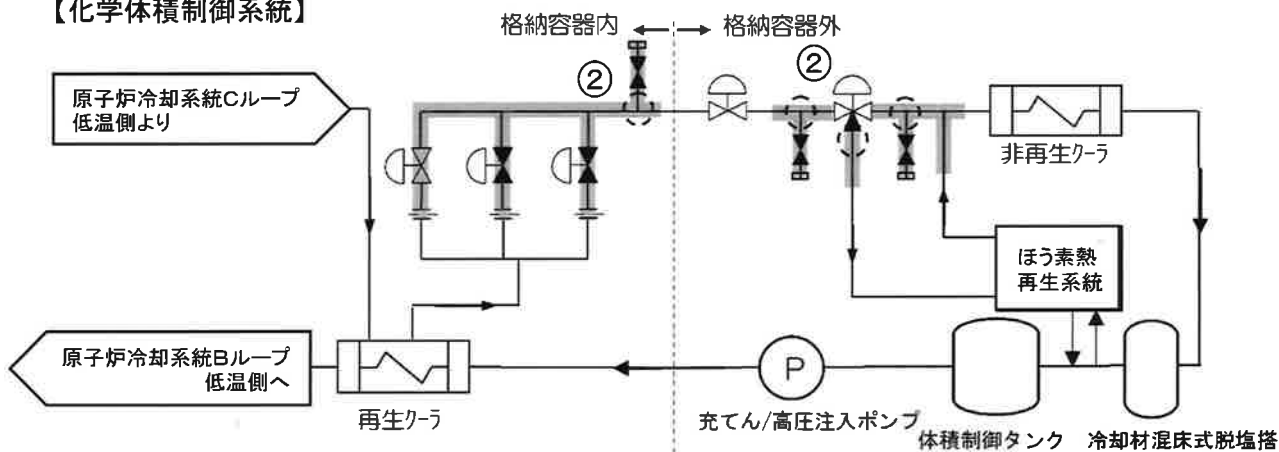 【化学体積制御系統】
格納容器内
格納容器外
②
②
原子炉冷却系統Cループ
低温側より
非再生クーラ
ほう素熱
再生系統
原子炉冷却系統Bループ
低温側へ
再生クーラ
P
充てん/高圧注入ポンプ
体積制御タンク
冷却材混床式脱塩搭